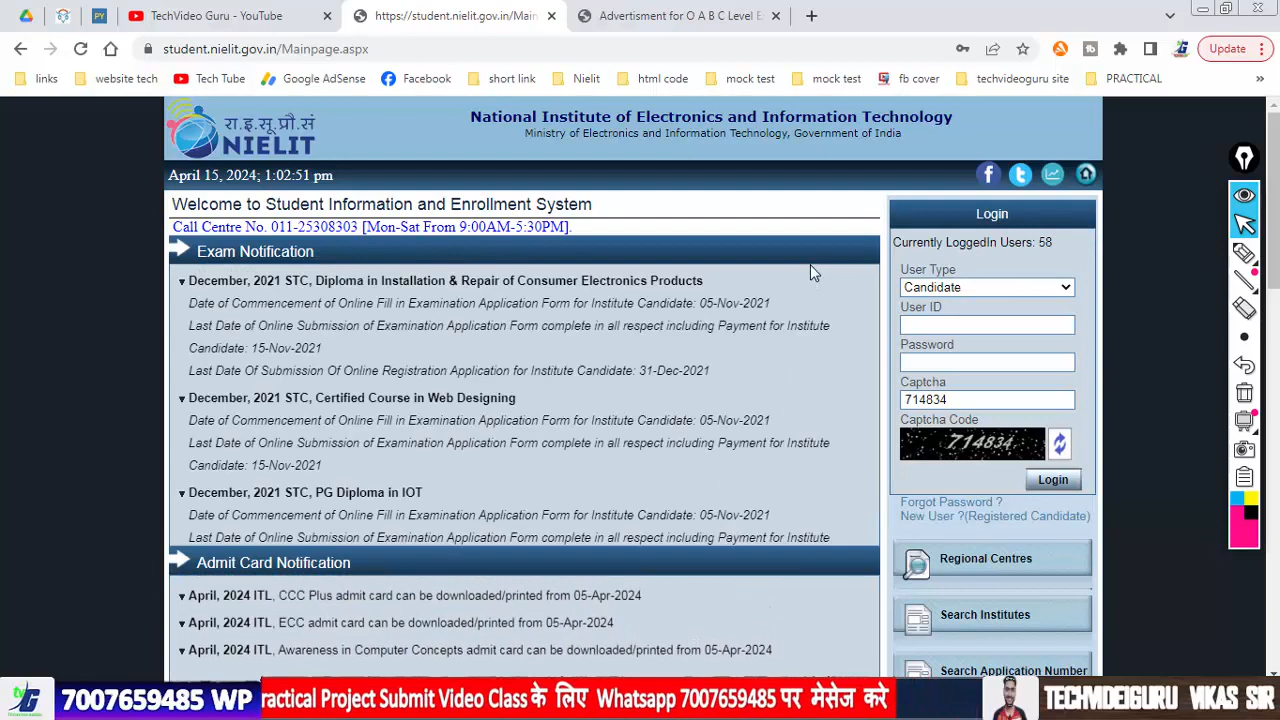 TechVideo Guru - YouTube
https://student.nielit.gov.in/Main
Advertisment for O A B C Level E
student.nielit.gov.in/Mainpage.aspx
Update
links
website tech
Tech Tube
Google AdSense
Facebook
short link
Nielit
html code
mock test
mock test
fb cover
techvideoguru site
PRACTICAL
»
रा.इ.सू.प्रौ.सं
NIELIT
National Institute of Electronics and Information Technology
Ministry of Electronics and Information Technology, Government of India
April 15, 2024; 1:02:51 pm
Welcome to Student Information and Enrollment System
Call Centre No. 011-25308303 [Mon-Sat From 9:00AM-5:30PM].
Exam Notification
December, 2021 STC, Diploma in Installation & Repair of Consumer Electronics Products
Date of Commencement of Online Fill in Examination Application Form for Institute Candidate: 05-Nov-2021
Last Date of Online Submission of Examination Application Form complete in all respect including Payment for Institute
Candidate: 15-Nov-2021
Last Date Of Submission Of Online Registration Application for Institute Candidate: 31-Dec-2021
December, 2021 STC, Certified Course in Web Designing
Date of Commencement of Online Fill in Examination Application Form for Institute Candidate: 05-Nov-2021
Last Date of Online Submission of Examination Application Form complete in all respect including Payment for Institute
Candidate: 15-Nov-2021
December, 2021 STC, PG Diploma in IOT
Date of Commencement of Online Fill in Examination Application Form for Institute Candidate: 05-Nov-2021
Last Date of Online Submission of Examination Application Form complete in all respect including Payment for Institute
Admit Card Notification
April, 2024 ITL, CCC Plus admit card can be downloaded/printed from 05-Apr-2024
April, 2024 ITL, ECC admit card can be downloaded/printed from 05-Apr-2024
April, 2024 ITL, Awareness in Computer Concepts admit card can be downloaded/printed from 05-Apr-2024
Login
Currently LoggedIn Users: 58
User Type
Candidate
User ID
Password
Captcha
714834
Captcha Code
714834
Login
Forgot Password ?
New User ?(Registered Candidate)
Regional Centres
Search Institutes
Search Application Number
7007659485 WP
ractical Project Submit Video Class के लिए Whatsapp 7007659485 पर मेसेज करे
TECHVDEIGURU VIKAS SIR